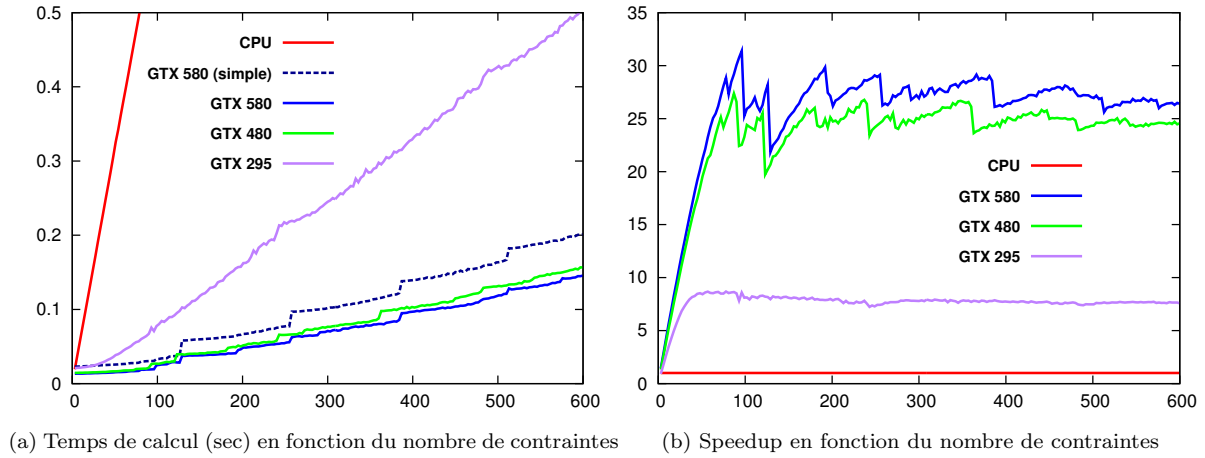 0.5
0.4
0.3
0.2
0.1
0
0 100 200 300 400 500 600
CPU
GTX 580 (simple)
GTX 580
GTX 480
GTX 295
(a) Temps de calcul (sec) en fonction du nombre de contraintes
35
30
25
20
15
10
5
0
0 100 200 300 400 500 600
CPU
GTX 580
GTX 480
GTX 295
(b) Speedup en fonction du nombre de contraintes